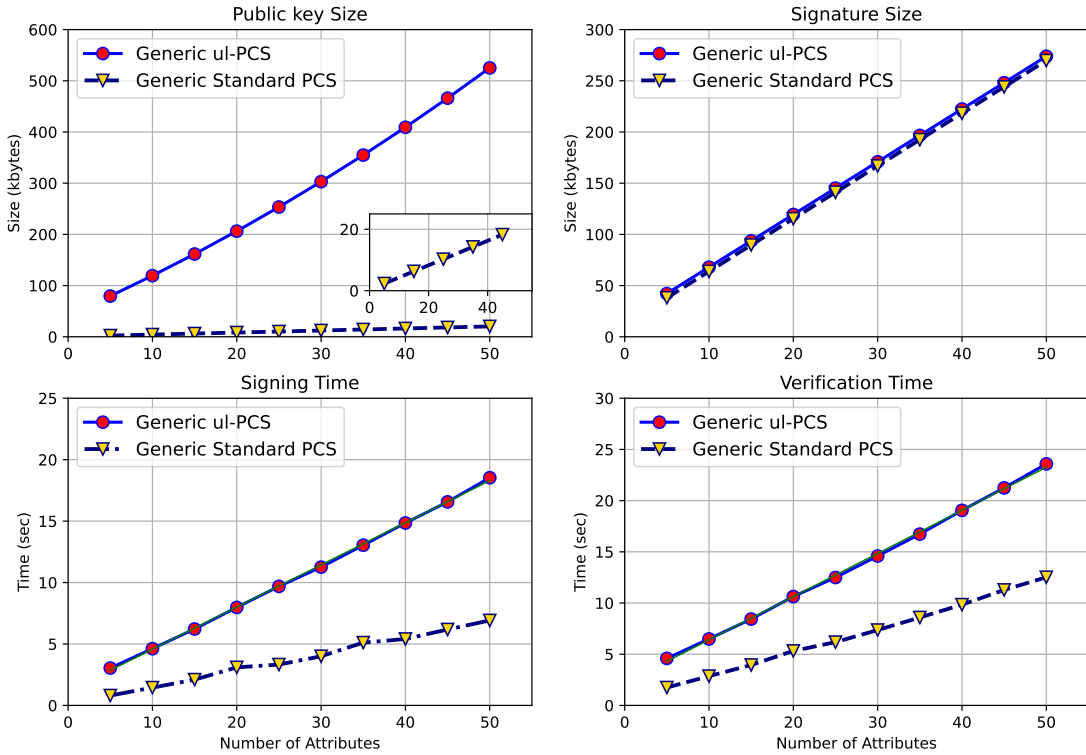 Public key Size
Size (kbytes)
600
500
400
300
200
100
0
0 10 20 30 40 50
Generic ul-PCS
Generic Standard PCS
20
0
0 20 40
Signature Size
Size (kbytes)
300
250
200
150
100
50
0
0 10 20 30 40 50
Generic ul-PCS
Generic Standard PCS
Signing Time
Time (sec)
25
20
15
10
5
0
0 10 20 30 40 50
Number of Attributes
Generic ul-PCS
Generic Standard PCS
Verification Time
Time (sec)
30
25
20
15
10
5
0
0 10 20 30 40 50
Number of Attributes
Generic ul-PCS
Generic Standard PCS